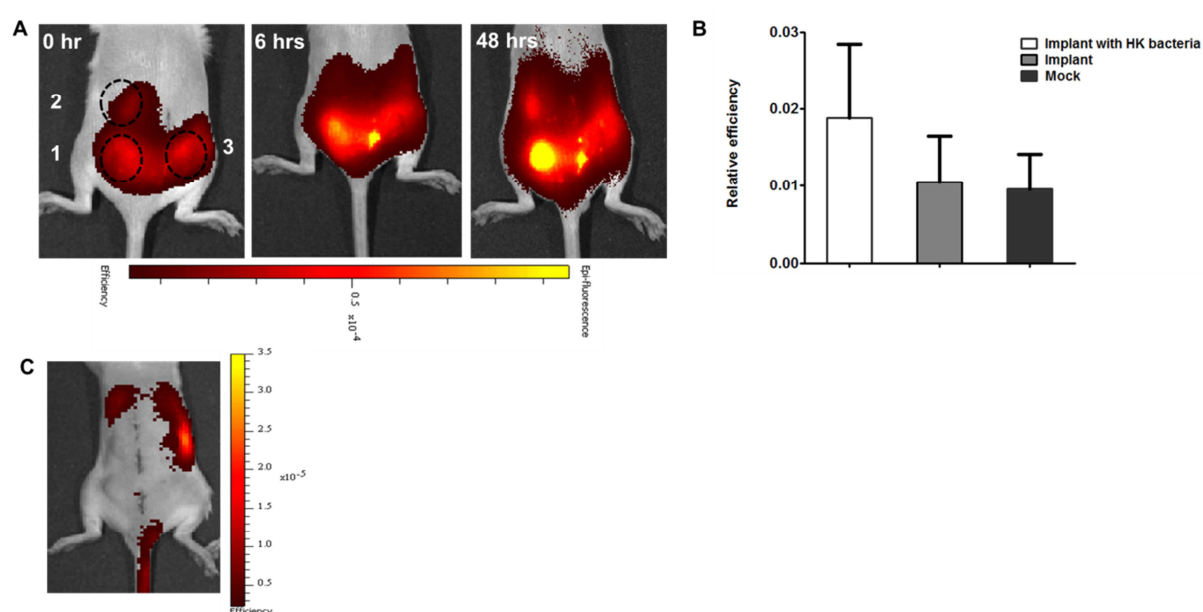 A
0 hr
6 hrs
48 hrs
2
1
3
Efficiency
0.5
x10⁻⁴
Epi-fluorescence
B
0.03
0.02
0.01
0.00
Relative efficiency
Implant with HK bacteria
Implant
Mock
C
3.5
3.0
2.5
2.0
x10⁻⁵
1.5
1.0
0.5
Efficiency